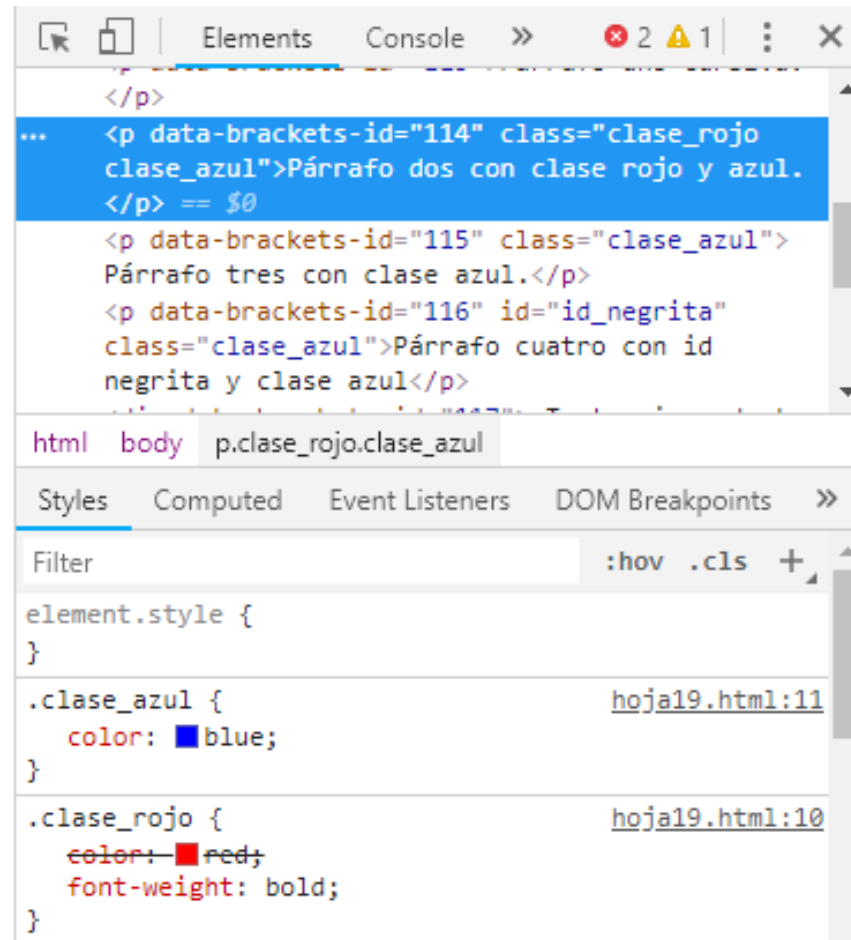 Elements Console » 2 1
</p>
... <p data-brackets-id="114" class="clase_rojo
clase_azul">Párrafo dos con clase rojo y azul.
</p> == $0
<p data-brackets-id="115" class="clase_azul">
Párrafo tres con clase azul.</p>
<p data-brackets-id="116" id="id_negrita"
class="clase_azul">Párrafo cuatro con id
negrita y clase azul</p>
html body p.clase_rojo.clase_azul
Styles Computed Event Listeners DOM Breakpoints »
Filter :hov .cls +
element.style {
}
.clase_azul { hoja19.html:11
color: blue;
}
.clase_rojo { hoja19.html:10
color: red;
font-weight: bold;
}